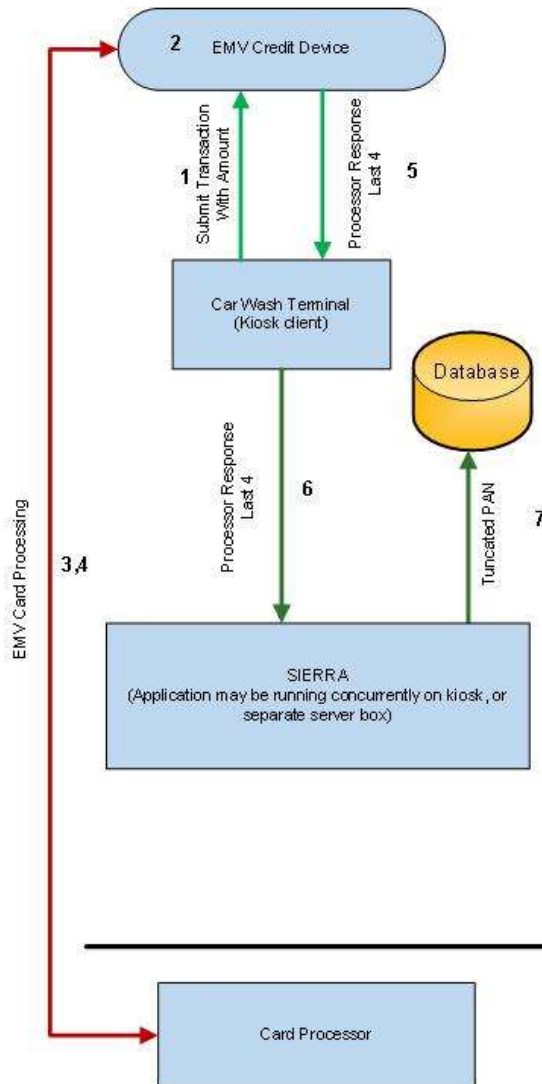 2
EMV Credit Device
1
Submit Transaction
With Amount
Processor Response
Last 4
5
Car Wash Terminal
(Kiosk client)
Database
Processor Response
Last 4
6
Tuncated PAN
7
EMV Card Processing
3,4
SIERRA
(Application may be running concurrently on kiosk, or
separate server box)
Card Processor